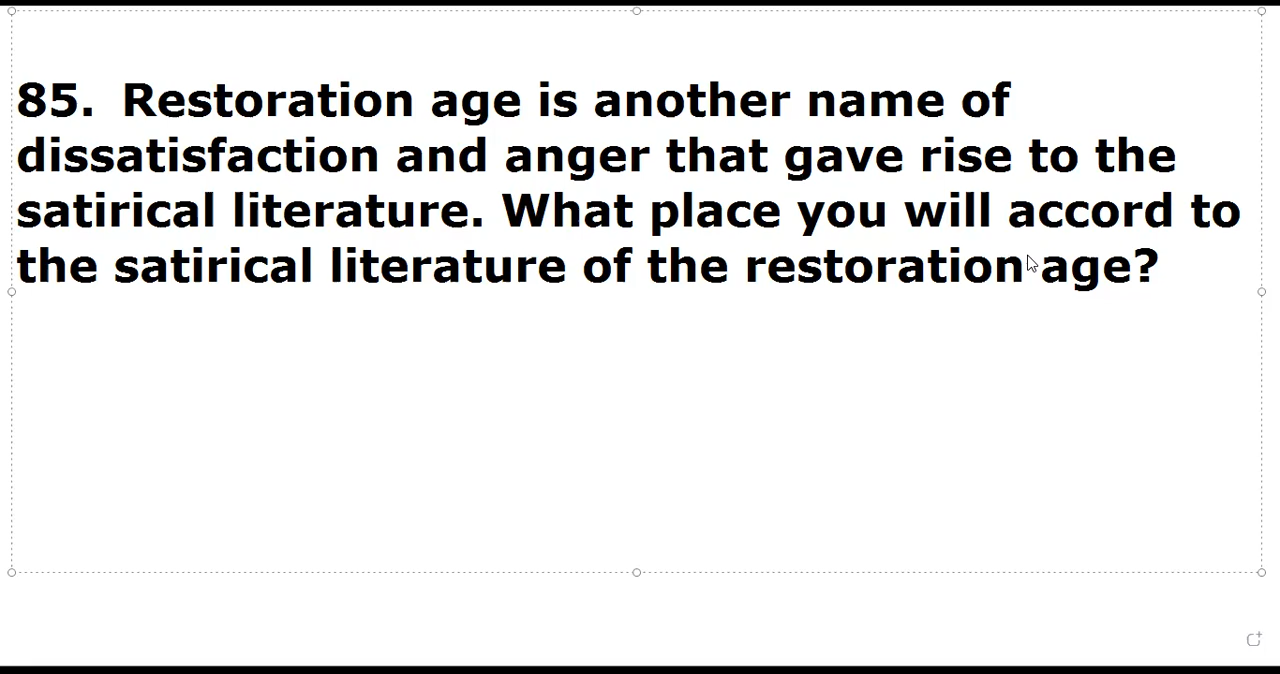 85. Restoration age is another name of
dissatisfaction and anger that gave rise to the
satirical literature. What place you will accord to
the satirical literature of the restoration age?